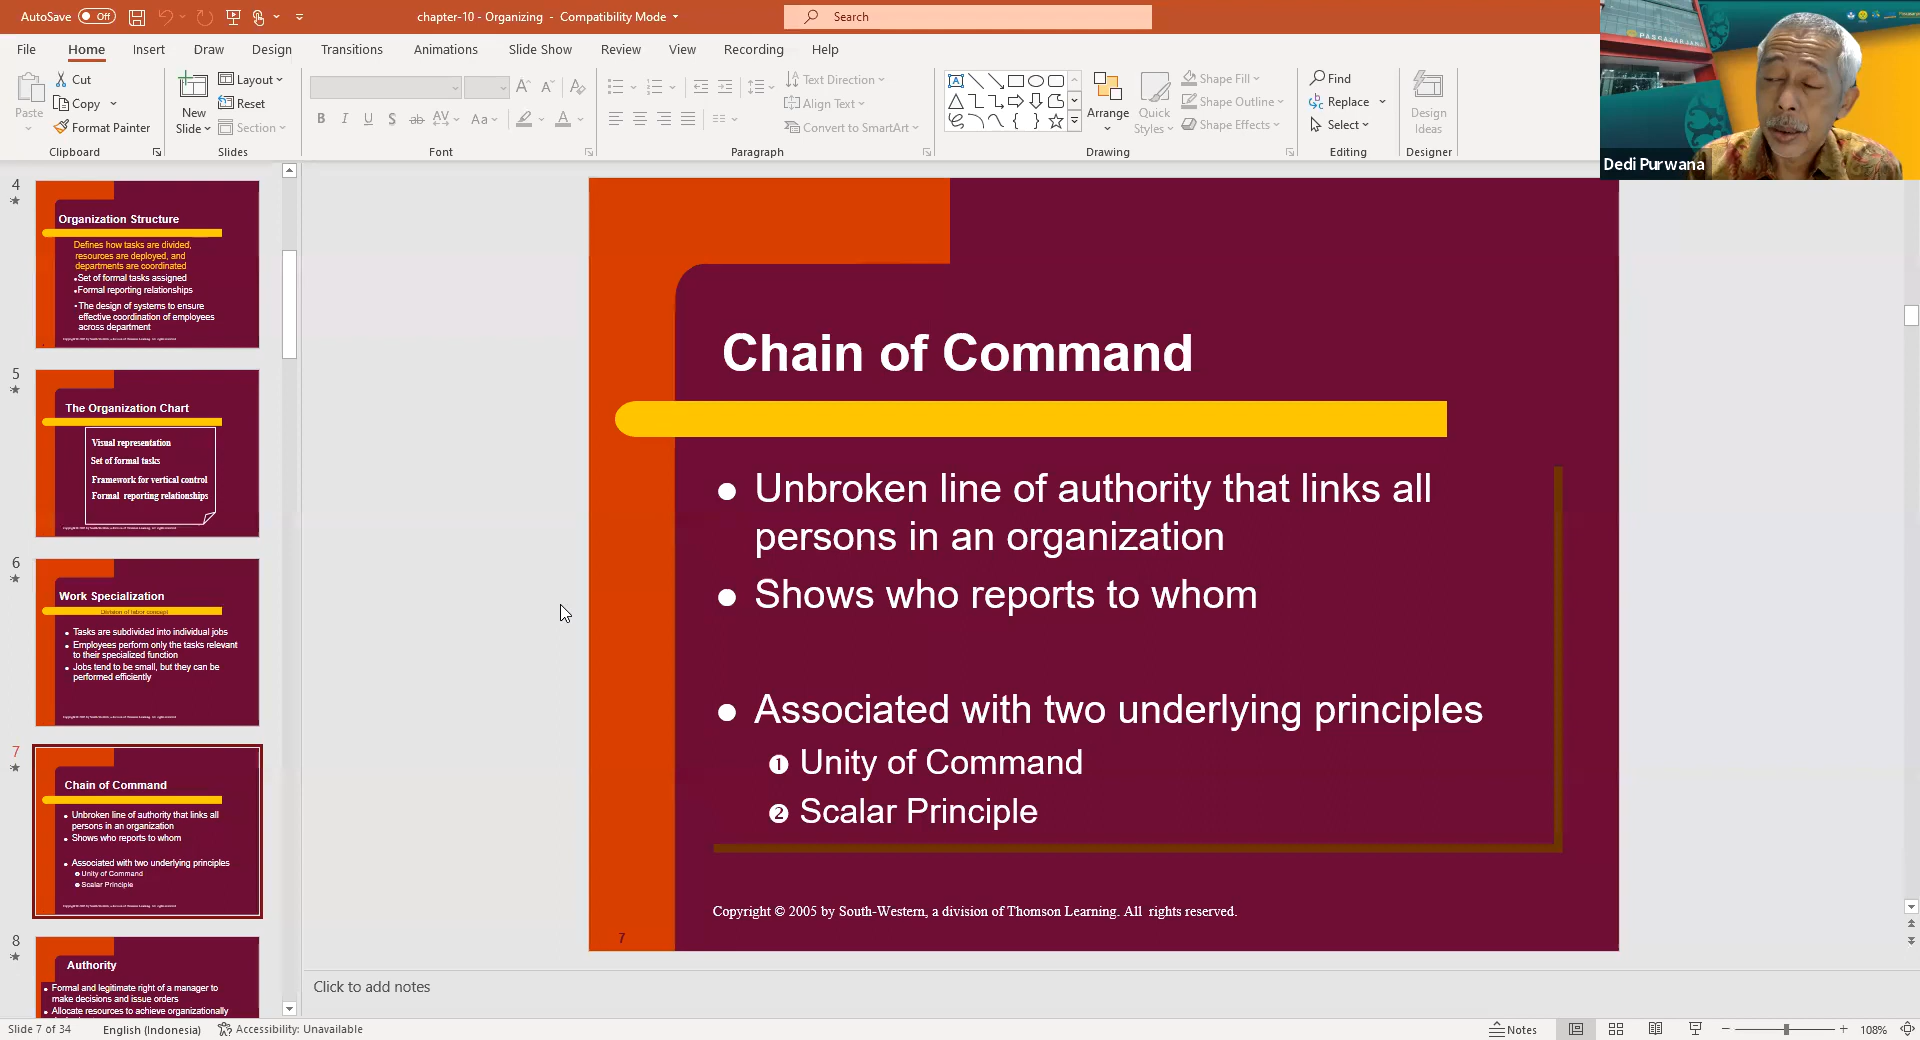 AutoSave Off
chapter-10 - Organizing - Compatibility Mode
Search
File Home Insert Draw Design Transitions Animations Slide Show Review View Recording Help
Paste
Cut
Copy
Format Painter
Clipboard
New
Slide
Layout
Reset
Section
Slides
B I U S ab AV Aa A
Font
Text Direction
Align Text
Convert to SmartArt
Paragraph
Arrange
Quick
Styles
Shape Fill
Shape Outline
Shape Effects
Drawing
Find
Replace
Select
Editing
Design
Ideas
Designer
PASCASARJANA
Dedi Purwana
4
Organization Structure
Defines how tasks are divided,
resources are deployed, and
departments are coordinated
•Set of formal tasks assigned
•Formal reporting relationships
•The design of systems to ensure
effective coordination of employees
across department
5
The Organization Chart
Visual representation
Set of formal tasks
Framework for vertical control
Formal reporting relationships
6
Work Specialization
Division of labor concept
• Tasks are subdivided into individual jobs
• Employees perform only the tasks relevant
to their specialized function
• Jobs tend to be small, but they can be
performed efficiently
7
Chain of Command
• Unbroken line of authority that links all
persons in an organization
• Shows who reports to whom
• Associated with two underlying principles
❶ Unity of Command
❷ Scalar Principle
8
Authority
• Formal and legitimate right of a manager to
make decisions and issue orders
• Allocate resources to achieve organizationally
Chain of Command
• Unbroken line of authority that links all
persons in an organization
• Shows who reports to whom
• Associated with two underlying principles
❶ Unity of Command
❷ Scalar Principle
Copyright © 2005 by South-Western, a division of Thomson Learning. All rights reserved.
7
Click to add notes
Slide 7 of 34 English (Indonesia) Accessibility: Unavailable
Notes
108%